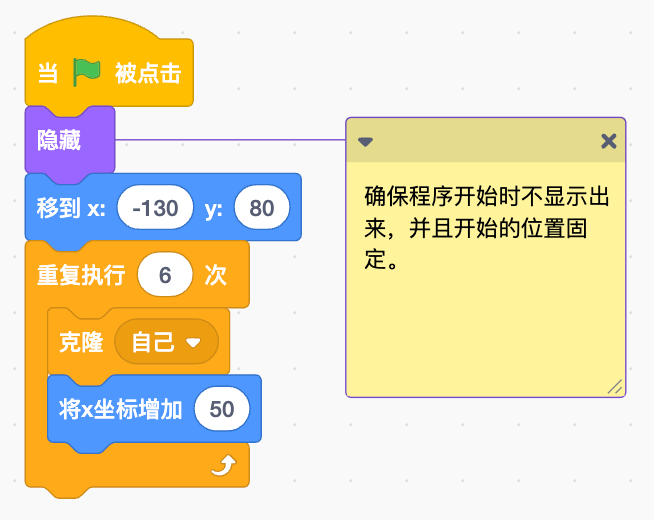 当 被点击
隐藏
移到 x: -130 y: 80
重复执行 6 次
克隆 自己
将x坐标增加 50
确保程序开始时不显示出
来，并且开始的位置固
定。